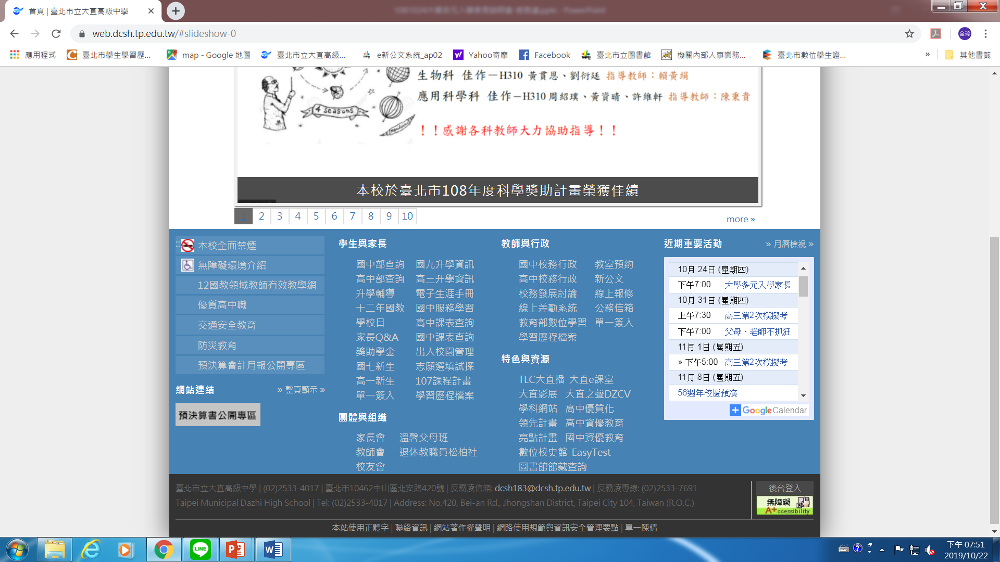 首頁 | 臺北市立大直高級中學
web.dcsh.tp.edu.tw/#slideshow-0
全琮
應用程式
臺北市學生學習歷...
map - Google 地圖
臺北市立大直高級...
e新公文系統_ap02
Yahoo奇摩
Facebook
臺北市立圖書館
機關內部人事業務...
臺北市數位學生證...
»
其他書籤
4 seasons
生物科 佳作－H310 黃貫恩、劉衍廷 指導教師：賴黃絹
應用科學科 佳作－H310 周紹璞、黃資晴、許維軒 指導教師：陳秉貴
！！感謝各科教師大力協助指導！！
本校於臺北市108年度科學獎助計畫榮獲佳績
1 2 3 4 5 6 7 8 9 10
more »
:::
本校全面禁煙
無障礙環境介紹
12國教領域教師有效教學網
優質高中職
交通安全教育
防災教育
預決算會計月報公開專區
網站連結
» 整頁顯示 »
預決算書公開專區
學生與家長
國中部查詢 國九升學資訊
高中部查詢 高三升學資訊
升學輔導 電子生涯手冊
十二年國教 國中服務學習
學校日 高中課表查詢
家長Q&A 國中課表查詢
獎助學金 出入校園管理
國七新生 志願選填試探
高一新生 107課程計畫
單一簽入 學習歷程檔案
團體與組織
家長會 溫馨父母班
教師會 退休教職員松柏社
校友會
教師與行政
國中校務行政 教室預約
高中校務行政 新公文
校務發展討論 線上報修
線上差勤系統 公務信箱
教育部數位學習 單一簽入
學習歷程檔案
特色與資源
TLC大直播 大直e課室
大直影展 大直之聲DZCV
學科網站 高中優質化
領先計畫 高中資優教育
亮點計畫 國中資優教育
數位校史館 EasyTest
圖書館館藏查詢
近期重要活動
» 月曆檢視 »
10月 24日 (星期四)
下午7:00 大學多元入學家長
10月 31日 (星期四)
上午7:30 高三第2次模擬考
下午7:00 父母、老師不抓狂
11月 1日 (星期五)
» 下午5:00 高三第2次模擬考
11月 8日 (星期五)
56週年校慶預演
Google Calendar
臺北市立大直高級中學 | (02)2533-4017 | 臺北市10462中山區北安路420號 | 反霸凌信箱: dcsh183@dcsh.tp.edu.tw | 反霸凌專線: (02)2533-7691
Taipei Municipal Dazhi High School | Tel: (02)2533-4017 | Address: No.420, Bei-an Rd., Jhongshan District, Taipei City 104, Taiwan (R.O.C.)
後台登入
無障礙
A+ccessibility
本站使用正體字 | 聯絡資訊 | 網站著作權聲明 | 網路使用規範與資訊安全管理要點 | 單一陳情
LINE
下午 07:51
2019/10/22